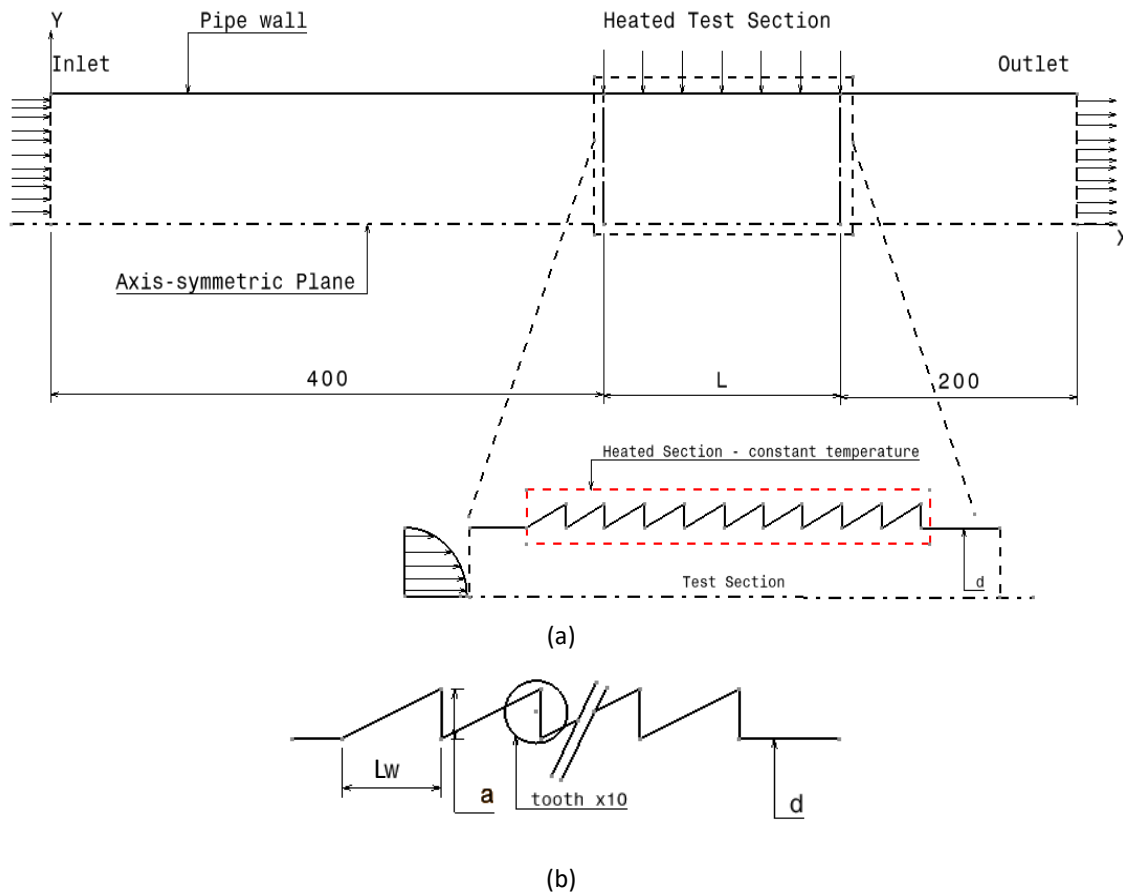 Y
Pipe wall
Heated Test Section
Inlet
Outlet
X
Axis-symmetric Plane
400
L
200
Heated Section - constant temperature
Test Section
d
(a)
Lw
a
tooth x10
d
(b)